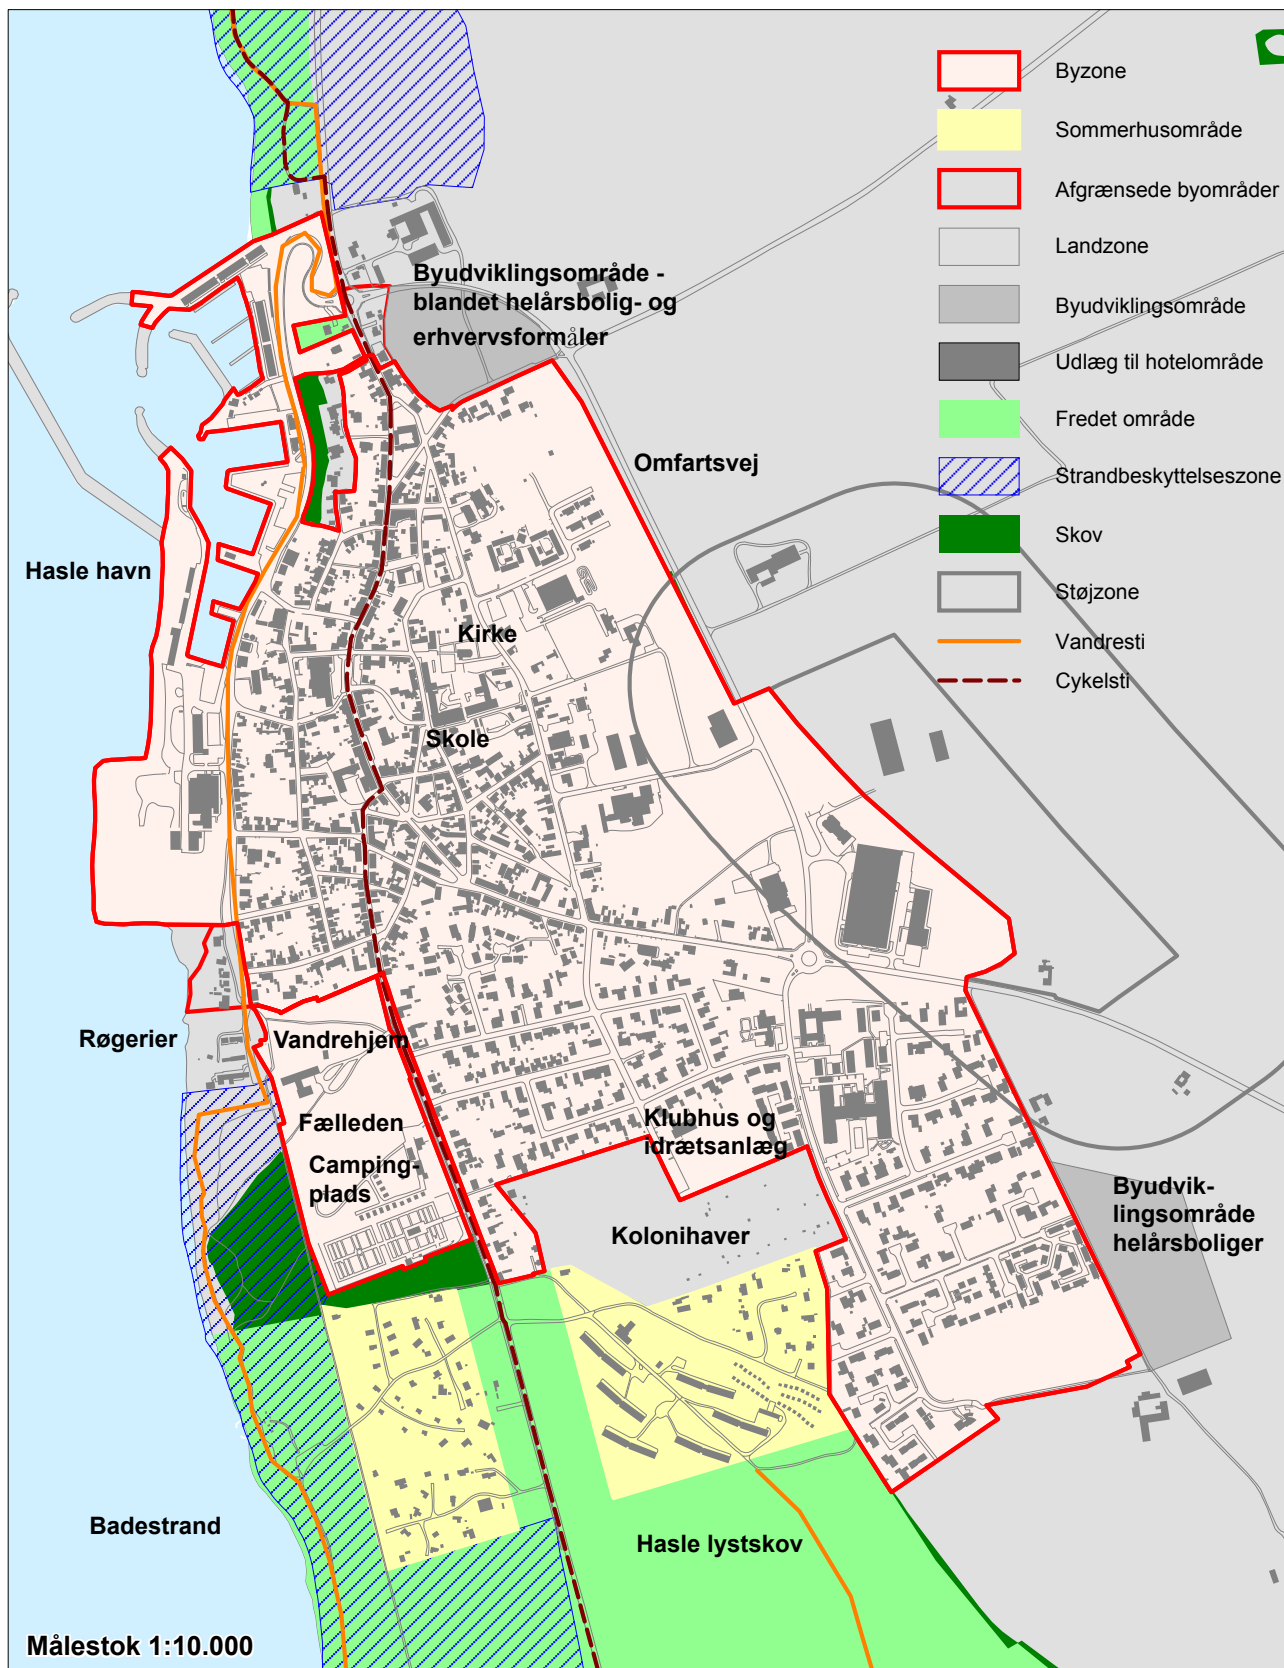 Byzone
Sommerhusområde
Afgrænsede byområder
Landzone
Byudviklingsområde
Udlæg til hotelområde
Fredet område
Strandbeskyttelseszone
Skov
Støjzone
Vandresti
Cykelsti
Byudviklingsområde -
blandet helårsbolig- og
erhvervsformåler
Omfartsvej
Hasle havn
Kirke
Skole
Røgerier
Vandrehjem
Fælleden
Camping-
plads
Klubhus og
idrætsanlæg
Kolonihaver
Byudvik-
lingsområde
helårsboliger
Badestrand
Hasle lystskov
Målestok 1:10.000